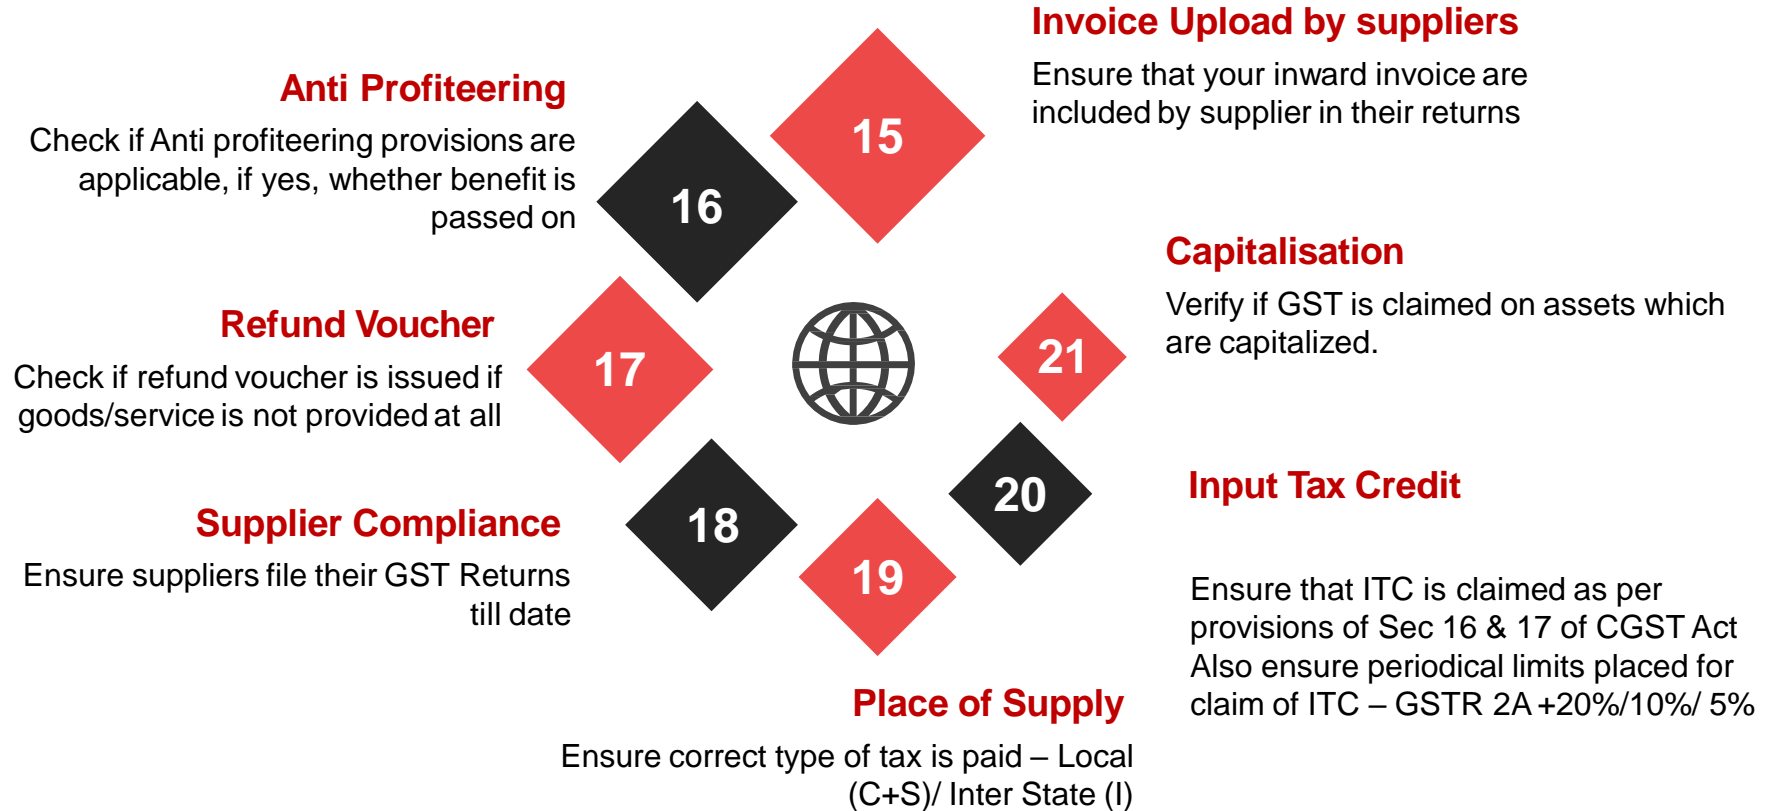 Invoice Upload by suppliers
Ensure that your inward invoice are
included by supplier in their returns
15
Anti Profiteering
Check if Anti profiteering provisions are
applicable, if yes, whether benefit is
passed on
16
Refund Voucher
Check if refund voucher is issued if
goods/service is not provided at all
17
Supplier Compliance
Ensure suppliers file their GST Returns
till date
18
19
Place of Supply
Ensure correct type of tax is paid – Local
(C+S)/ Inter State (I)
20
Input Tax Credit
Ensure that ITC is claimed as per
provisions of Sec 16 & 17 of CGST Act
Also ensure periodical limits placed for
claim of ITC – GSTR 2A +20%/10%/ 5%
21
Capitalisation
Verify if GST is claimed on assets which
are capitalized.